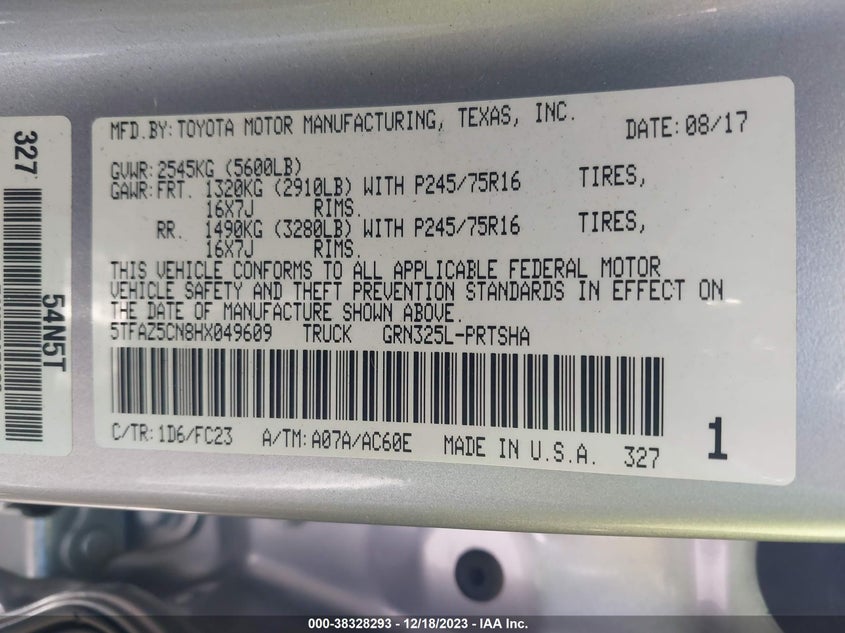 327
54N5T
MFD.BY:TOYOTA MOTOR MANUFACTURING, TEXAS, INC. DATE:08/17
GVWR:2545KG (5600LB)
GAWR:FRT. 1320KG (2910LB) WITH P245/75R16 TIRES,
16X7J RIMS.
RR. 1490KG (3280LB) WITH P245/75R16 TIRES,
16X7J RIMS.
THIS VEHICLE CONFORMS TO ALL APPLICABLE FEDERAL MOTOR
VEHICLE SAFETY AND THEFT PREVENTION STANDARDS IN EFFECT ON
THE DATE OF MANUFACTURE SHOWN ABOVE.
5TFAZ5CN8HX049609 TRUCK GRN325L-PRTSHA
C/TR:1D6/FC23 A/TM:A07A/AC60E MADE IN U.S.A. 327 1
000-38328293 – 12/18/2023 – IAA Inc.